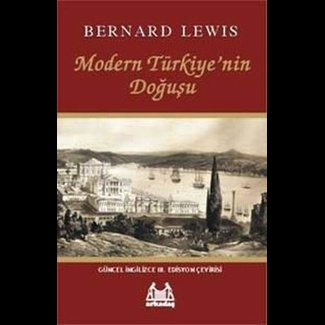 BERNARD LEWIS
Modern Türkiye'nin
Doğuşu
GÜNCEL İNGİLİZCE III. EDİSYON ÇEVİRİSİ
arkadaş